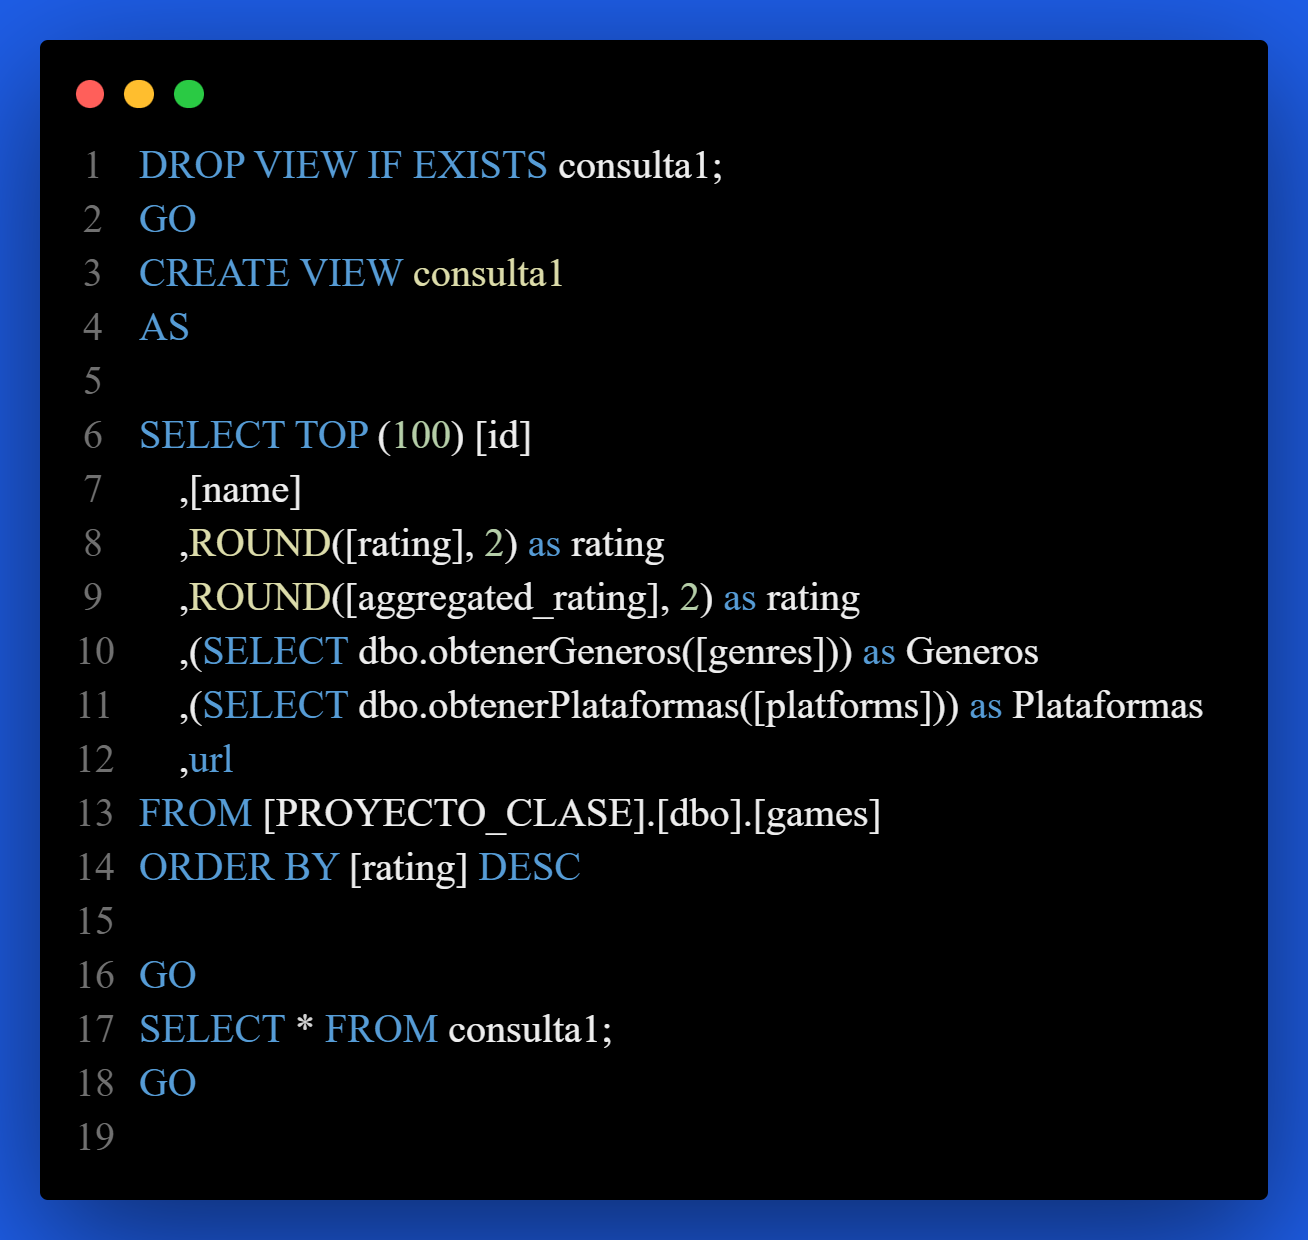 1 DROP VIEW IF EXISTS consulta1;
2 GO
3 CREATE VIEW consulta1
4 AS
5
6 SELECT TOP (100) [id]
7 ,[name]
8 ,ROUND([rating], 2) as rating
9 ,ROUND([aggregated_rating], 2) as rating
10 ,(SELECT dbo.obtenerGeneros([genres])) as Generos
11 ,(SELECT dbo.obtenerPlataformas([platforms])) as Plataformas
12 ,url
13 FROM [PROYECTO_CLASE].[dbo].[games]
14 ORDER BY [rating] DESC
15
16 GO
17 SELECT * FROM consulta1;
18 GO
19